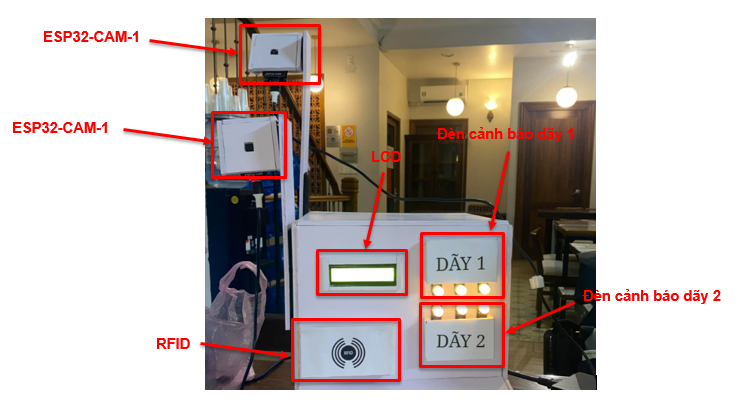 ESP32-CAM-1
ESP32-CAM-1
Đèn cảnh báo dãy 1
LCD
DÃY 1
Đèn cảnh báo dãy 2
DÃY 2
RFID
RFID